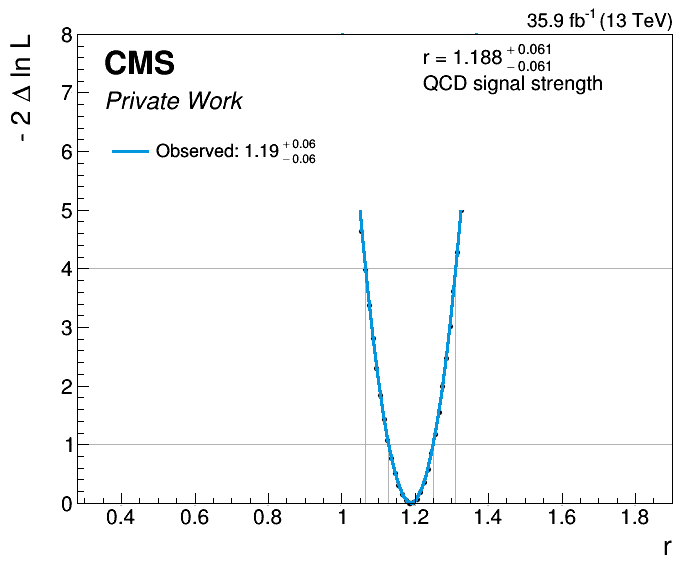 35.9 fb-1 (13 TeV)
- 2 Δ ln L
8
7
6
5
4
3
2
1
0
CMS
Private Work
r = 1.188 +0.061 −0.061
QCD signal strength
Observed: 1.19 +0.06 −0.06
0.4 0.6 0.8 1 1.2 1.4 1.6 1.8
r